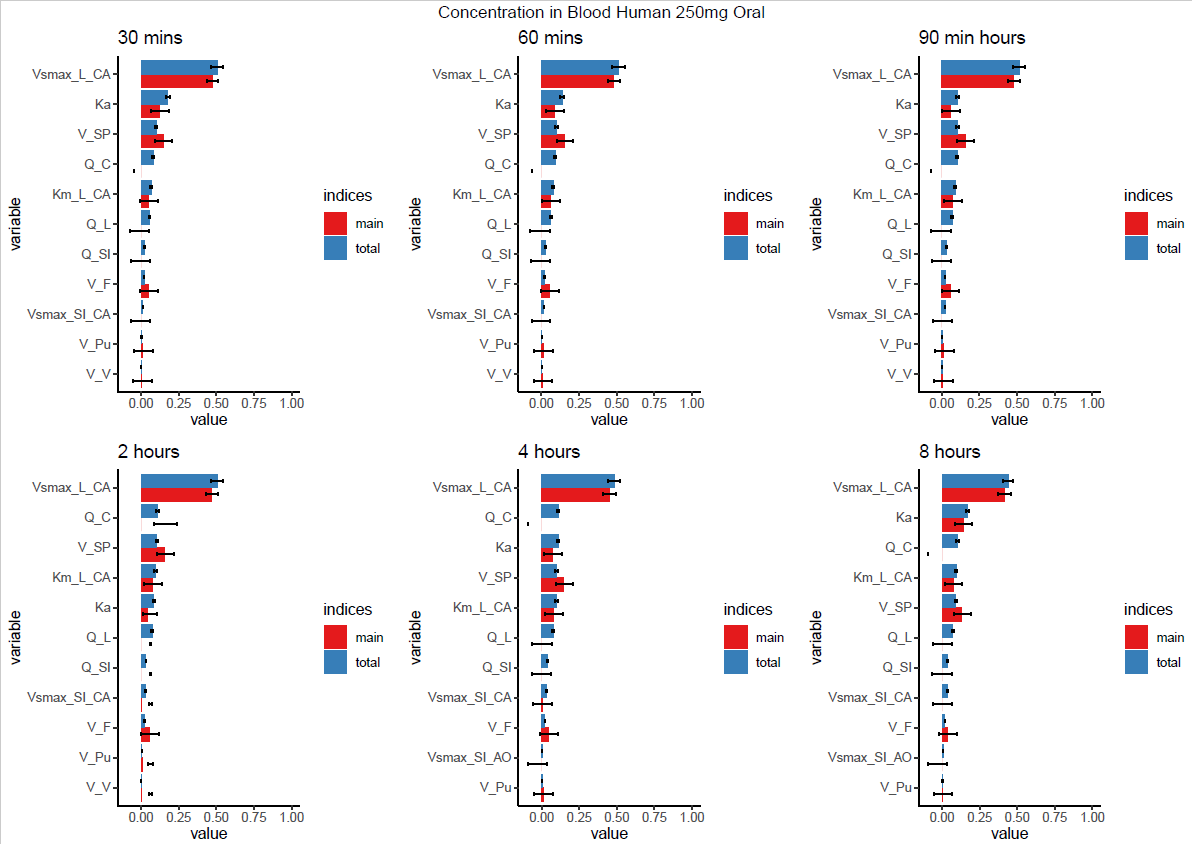 Concentration in Blood Human 250mg Oral
30 mins
variable
Vsmax_L_CA
Ka
V_SP
Q_C
Km_L_CA
Q_L
Q_SI
V_F
Vsmax_SI_CA
V_Pu
V_V
0.00 0.25 0.50 0.75 1.00
value
indices
main
total
60 mins
variable
Vsmax_L_CA
Ka
V_SP
Q_C
Km_L_CA
Q_L
Q_SI
V_F
Vsmax_SI_CA
V_Pu
V_V
0.00 0.25 0.50 0.75 1.00
value
indices
main
total
90 min hours
variable
Vsmax_L_CA
Ka
V_SP
Q_C
Km_L_CA
Q_L
Q_SI
V_F
Vsmax_SI_CA
V_Pu
V_V
0.00 0.25 0.50 0.75 1.00
value
indices
main
total
2 hours
variable
Vsmax_L_CA
Q_C
V_SP
Km_L_CA
Ka
Q_L
Q_SI
Vsmax_SI_CA
V_F
V_Pu
V_V
0.00 0.25 0.50 0.75 1.00
value
indices
main
total
4 hours
variable
Vsmax_L_CA
Q_C
Ka
V_SP
Km_L_CA
Q_L
Q_SI
Vsmax_SI_CA
V_F
Vsmax_SI_AO
V_Pu
0.00 0.25 0.50 0.75 1.00
value
indices
main
total
8 hours
variable
Vsmax_L_CA
Ka
Q_C
Km_L_CA
V_SP
Q_L
Q_SI
Vsmax_SI_CA
V_F
Vsmax_SI_AO
V_Pu
0.00 0.25 0.50 0.75 1.00
value
indices
main
total